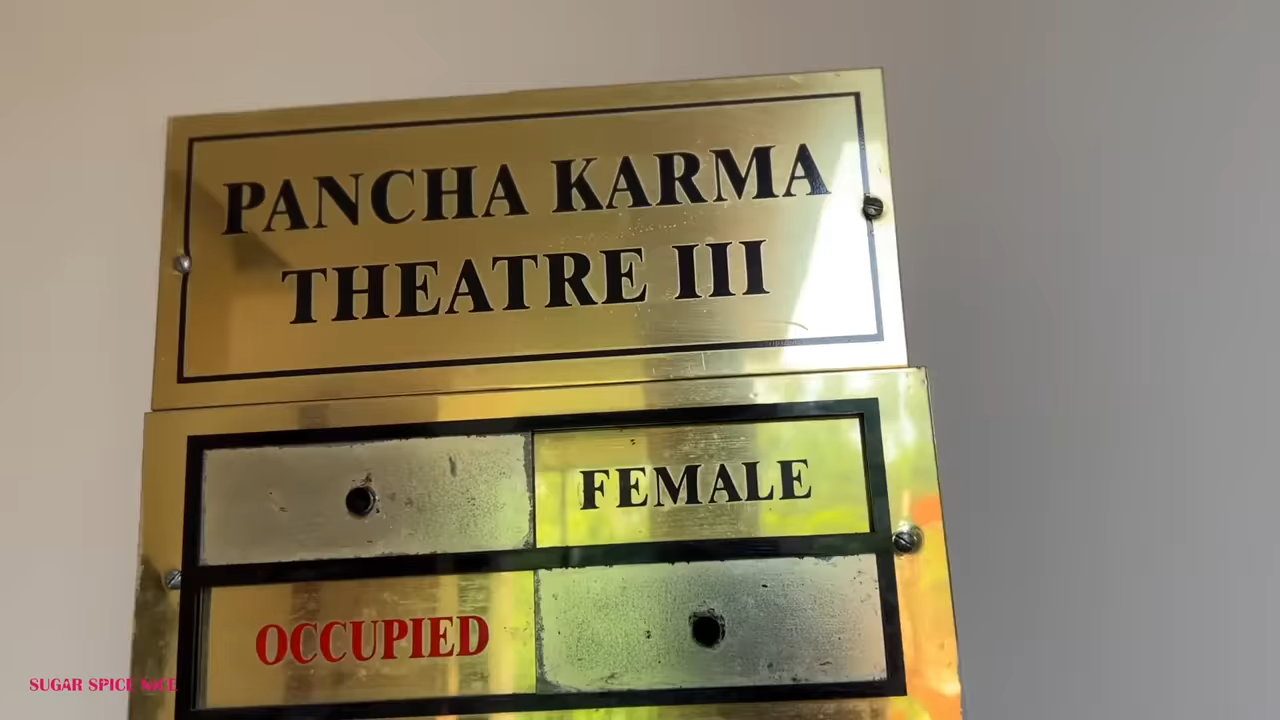 PANCHA KARMA
THEATRE III
FEMALE
OCCUPIED
SUGAR SPICE NICE